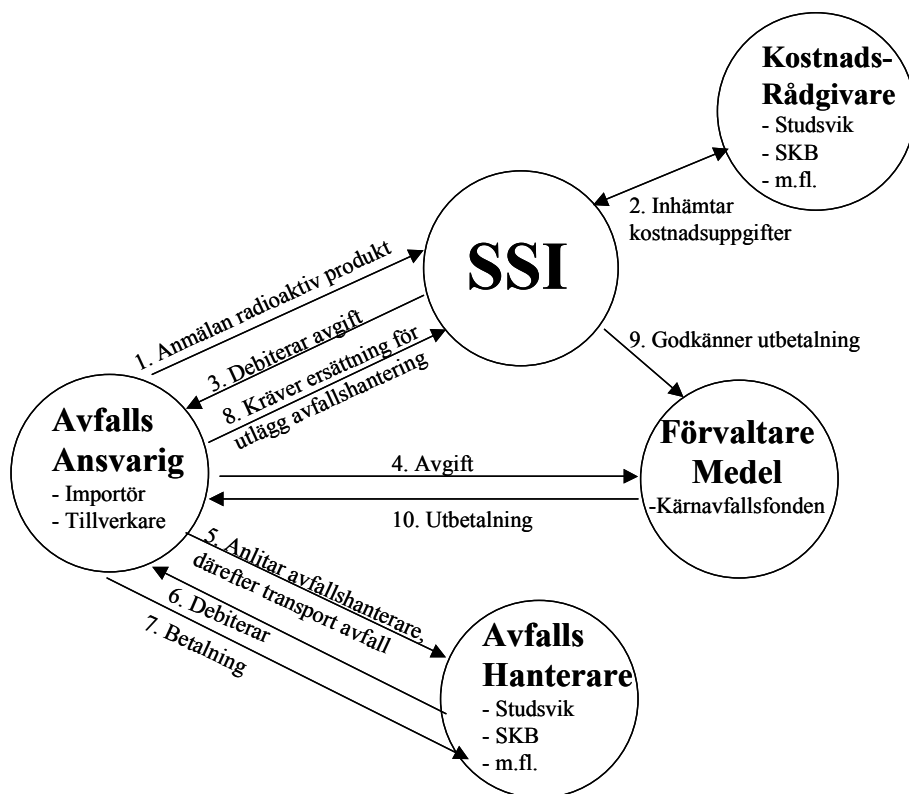 Kostnads-
Rådgivare
- Studsvik
- SKB
- m.fl.
2. Inhämtar
kostnadsuppgifter
SSI
1. Anmälan radioaktiv produkt
3. Debiterar avgift
8. Kräver ersättning för
utlägg avfallshantering
9. Godkänner utbetalning
Avfalls
Ansvarig
- Importör
- Tillverkare
Förvaltare
Medel
-Kärnavfallsfonden
4. Avgift
10. Utbetalning
5. Anlitar avfallshanterare,
därefter transport avfall
6. Debiterar
7. Betalning
Avfalls
Hanterare
- Studsvik
- SKB
- m.fl.